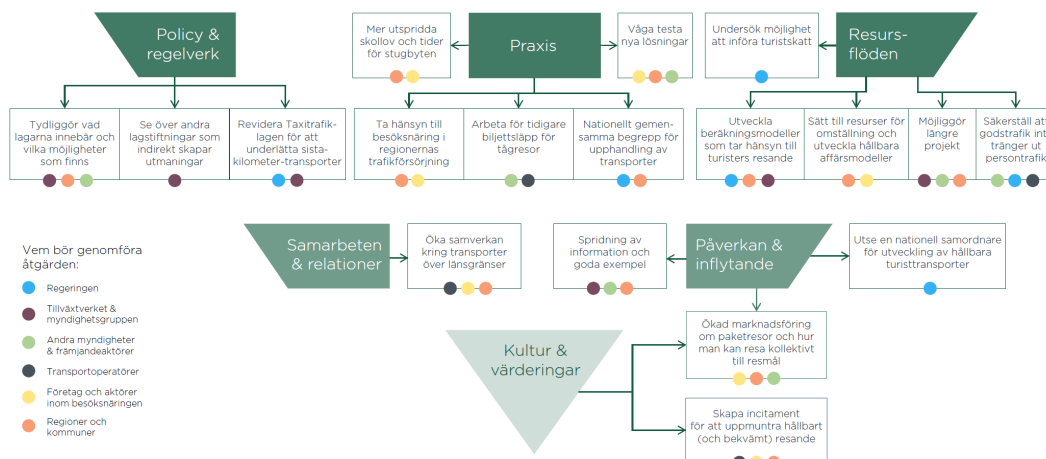 Policy &
regelverk
Tydliggör vad
lagarna innebär och
vilka möjligheter
som finns
Se över andra
lagstiftningar som
indirekt skapar
utmaningar
Revidera Taxitrafik-
lagen för att
underlätta sista-
kilometer-transporter
Mer utspridda
skollov och tider
för stugbyten
Praxis
Våga testa
nya lösningar
Ta hänsyn till
besöksnäring i
regionernas
trafikförsörjning
Arbeta för tidigare
biljettsläpp för
tågresor
Nationellt gemen-
samma begrepp för
upphandling av
transporter
Undersök möjlighet
att införa turistskatt
Resurs-
flöden
Utveckla
beräkningsmodeller
som tar hänsyn till
turisters resande
Sätt till resurser för
omställning och
utveckla hållbara
affärsmodeller
Möjliggör
längre
projekt
Säkerställ att
godstrafik int
tränger ut
persontrafik
Vem bör genomföra
åtgärden:
Regeringen
Tillväxtverket &
myndighetsgruppen
Andra myndigheter
& främjandeaktörer
Transportoperatörer
Företag och aktörer
inom besöksnäringen
Regioner och
kommuner
Samarbeten
& relationer
Öka samverkan
kring transporter
över länsgränser
Spridning av
information och
goda exempel
Påverkan &
inflytande
Utse en nationell samordnare
för utveckling av hållbara
turisttransporter
Ökad marknadsföring
om paketresor och hur
man kan resa kollektivt
till resmål
Kultur &
värderingar
Skapa incitament
för att uppmuntra hållbart
(och bekvämt) resande